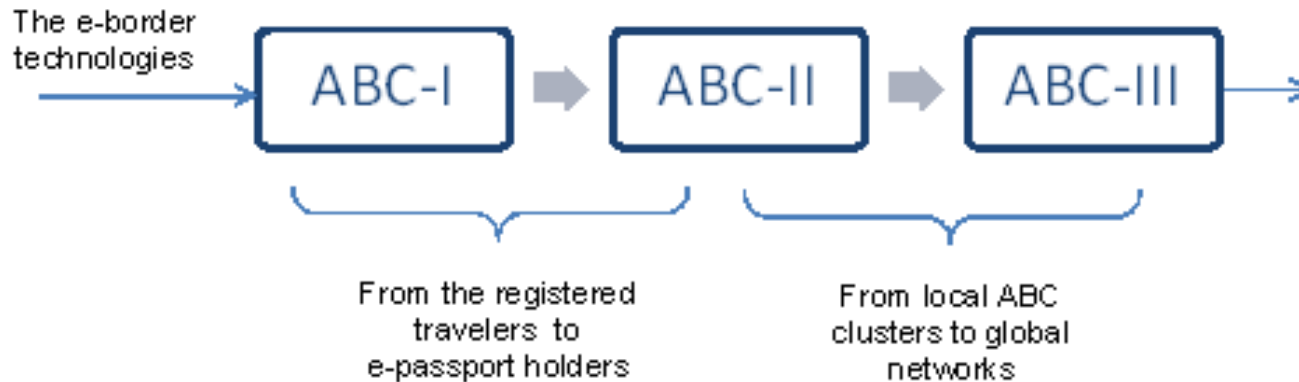 The e-border
technologies
ABC-I
ABC-II
ABC-III
From the registered
travelers to
e-passport holders
From local ABC
clusters to global
networks